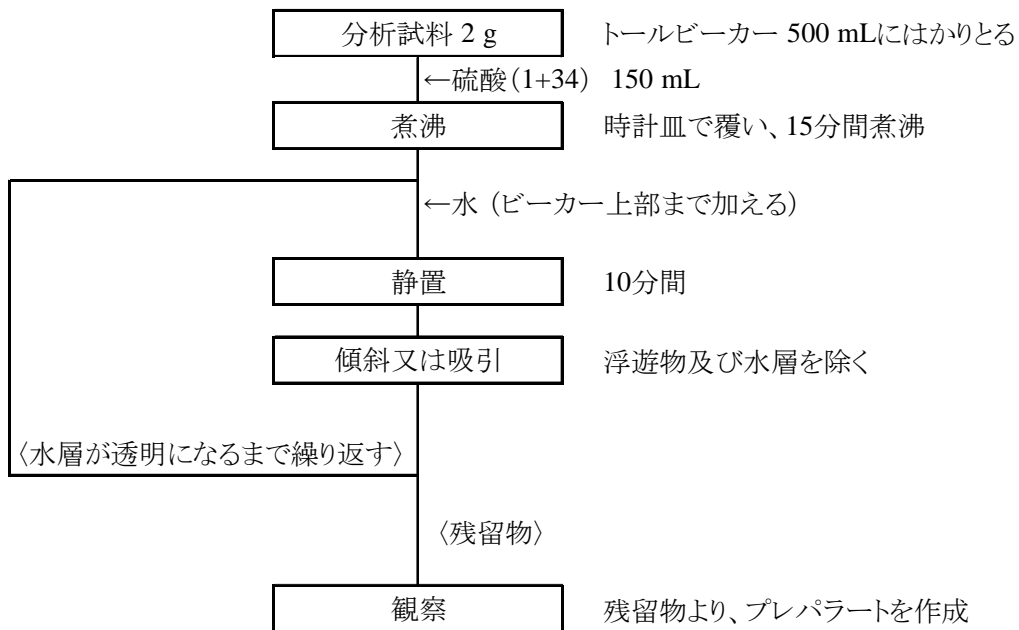 分析試料 2 g
トールビーカー 500 mLにはかりとる
←硫酸(1+34) 150 mL
煮沸
時計皿で覆い、15分間煮沸
←水 (ビーカー上部まで加える)
静置
10分間
傾斜又は吸引
浮遊物及び水層を除く
〈水層が透明になるまで繰り返す〉
〈残留物〉
観察
残留物より、プレパラートを作成